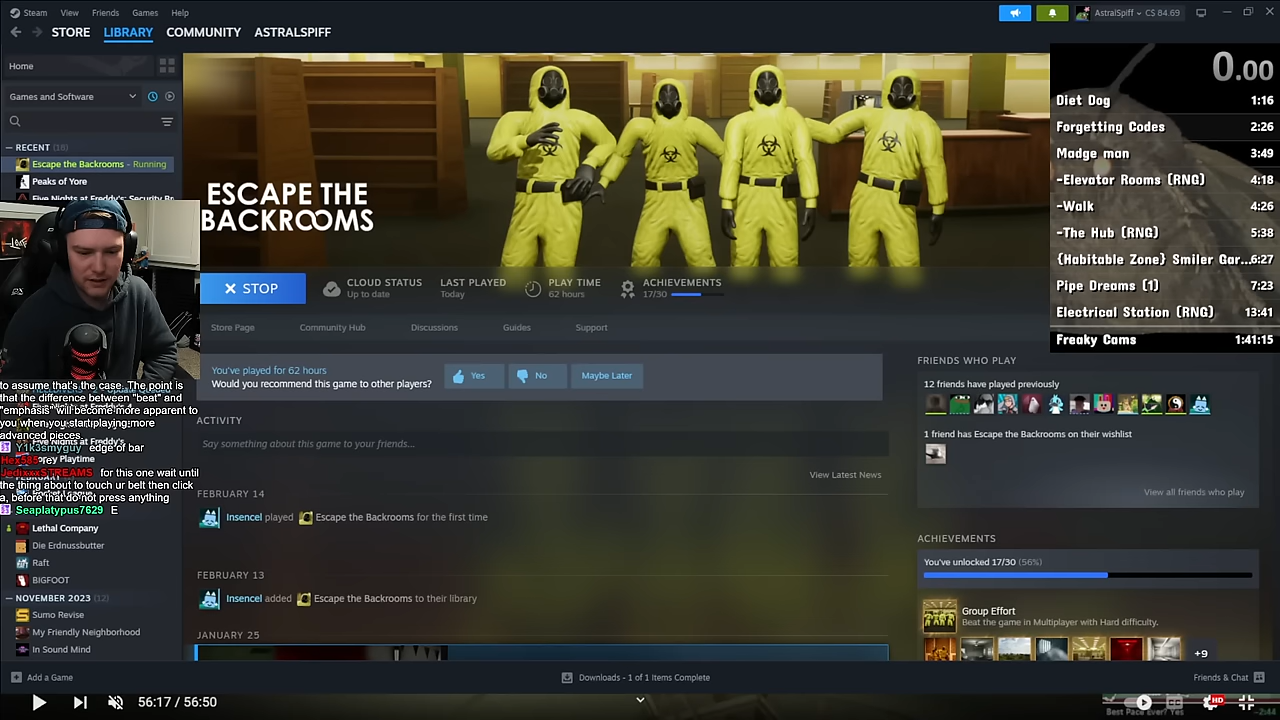 Steam View Friends Games Help
AstralSpiff C$ 84.69
STORE LIBRARY COMMUNITY ASTRALSPIFF
Home
Games and Software
RECENT (18)
Escape the Backrooms - Running
Peaks of Yore
Five Nights at Freddy's: Security Br
ESCAPE THE
BACKROOMS
0.00
Diet Dog 1:16
Forgetting Codes 2:26
Madge man 3:49
-Elevator Rooms (RNG) 4:18
-Walk 4:26
-The Hub (RNG) 5:38
{Habitable Zone} Smiler Gar...6:27
Pipe Dreams (1) 7:23
Electrical Station (RNG) 13:41
Freaky Cams 1:41:15
STOP
CLOUD STATUS
Up to date
LAST PLAYED
Today
PLAY TIME
62 hours
ACHIEVEMENTS
17/30
Store Page Community Hub Discussions Guides Support
You've played for 62 hours
Would you recommend this game to other players?
Yes No Maybe Later
ACTIVITY
Say something about this game to your friends...
View Latest News
FEBRUARY 14
Insencel played Escape the Backrooms for the first time
FEBRUARY 13
Insencel added Escape the Backrooms to their library
JANUARY 25
FRIENDS WHO PLAY
12 friends have played previously
1 friend has Escape the Backrooms on their wishlist
View all friends who play
ACHIEVEMENTS
You've unlocked 17/30 (56%)
Group Effort
Beat the game in Multiplayer with Hard difficulty.
+9
to assume that's the case. The point is
that the difference between "beat" and
"emphasis" will become more apparent to
you when you start playing more
advanced pieces.
edge of bar
JedixxxSTREAMS for this one wait until
the thing about to touch ur belt then click
a, before that do not press anything
Seaplatypus7629 E
Lethal Company
Die Erdnussbutter
Raft
BIGFOOT
NOVEMBER 2023 (12)
Sumo Revise
My Friendly Neighborhood
In Sound Mind
Add a Game
Downloads - 1 of 1 Items Complete
Friends & Chat
56:17 / 56:50
HD
Best Pace ever? Yes